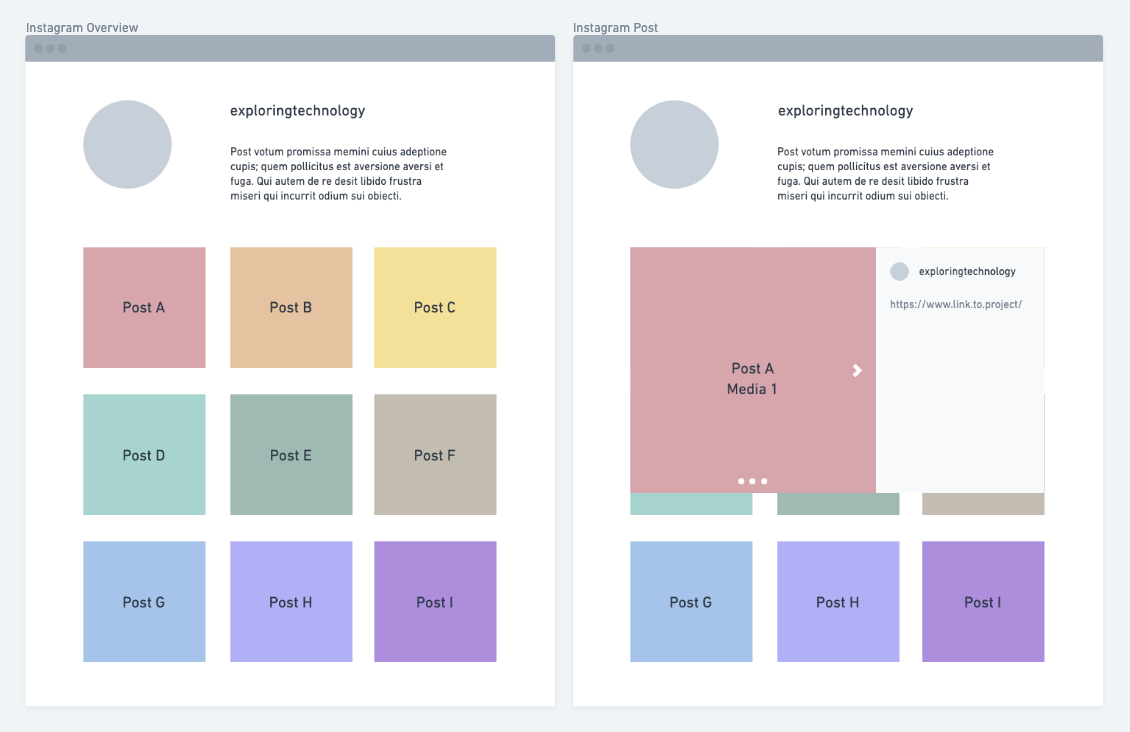 Instagram Overview
exploringtechnology
Post votum promissa memini cuius adeptione
cupis; quem pollicitus est aversione aversi et
fuga. Qui autem de re desit libido frustra
miseri qui incurrit odium sui obiecti.
Post A
Post B
Post C
Post D
Post E
Post F
Post G
Post H
Post I
Instagram Post
exploringtechnology
Post votum promissa memini cuius adeptione
cupis; quem pollicitus est aversione aversi et
fuga. Qui autem de re desit libido frustra
miseri qui incurrit odium sui obiecti.
Post A
Media 1
exploringtechnology
https://www.link.to.project/
Post G
Post H
Post I